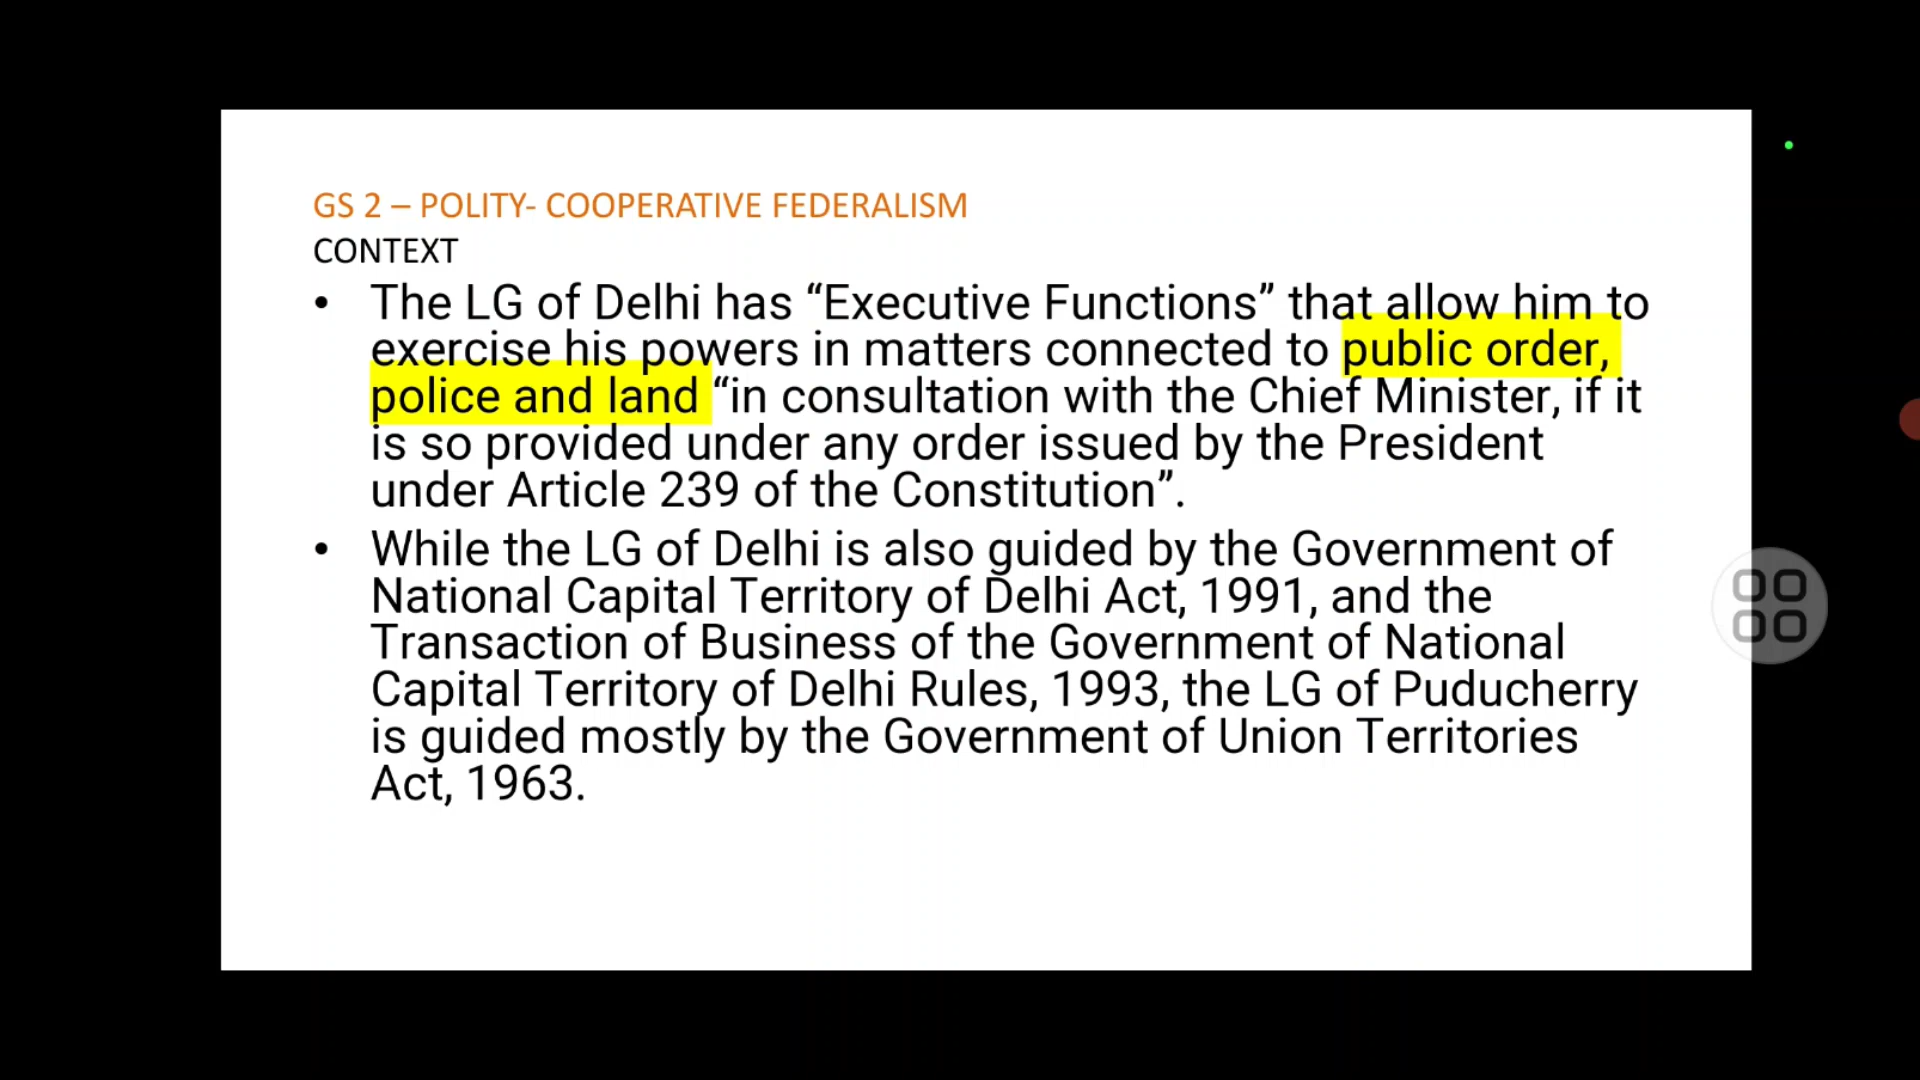 GS 2 – POLITY- COOPERATIVE FEDERALISM
CONTEXT
• The LG of Delhi has “Executive Functions” that allow him to
exercise his powers in matters connected to public order,
police and land “in consultation with the Chief Minister, if it
is so provided under any order issued by the President
under Article 239 of the Constitution”.
• While the LG of Delhi is also guided by the Government of
National Capital Territory of Delhi Act, 1991, and the
Transaction of Business of the Government of National
Capital Territory of Delhi Rules, 1993, the LG of Puducherry
is guided mostly by the Government of Union Territories
Act, 1963.